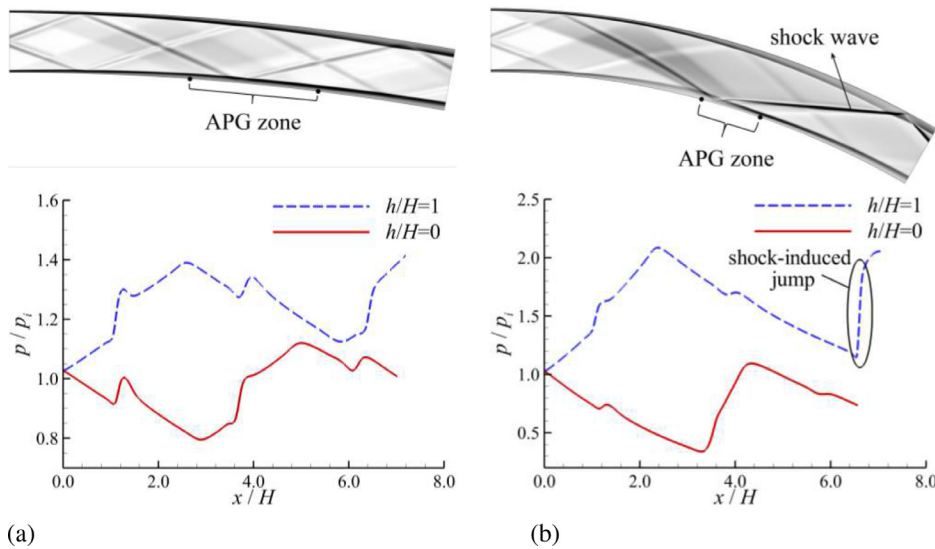 APG zone
1.6
1.4
1.2
1.0
0.8
p / p_i
h/H=1
h/H=0
0.0 2.0 4.0 6.0 8.0
x / H
(a)
shock wave
APG zone
2.5
2.0
1.5
1.0
0.5
p / p_i
h/H=1
h/H=0
shock-induced
jump
0.0 2.0 4.0 6.0 8.0
x / H
(b)